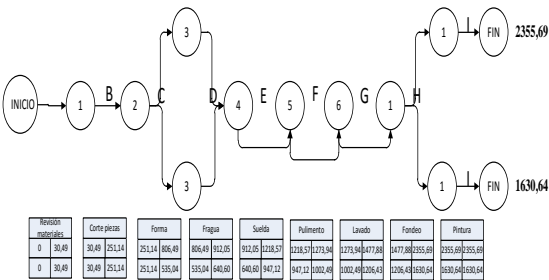 3 1 I FIN 2355,69
INICIO 1 B 2 C D 4 E 5 F 6 G 1 H
3 1 I FIN 1630,64
Revisión materiales Corte piezas Forma Fragua Suelda Pulimento Lavado Fondeo Pintura
0 30,49 30,49 251,14 251,14 806,49 806,49 912,05 912,05 1218,57 1218,57 1273,94 1273,94 1477,88 1477,88 2355,69 2355,69 2355,69
0 30,49 30,49 251,14 251,14 535,04 535,04 640,60 640,60 947,12 947,12 1002,49 1002,49 1206,43 1206,43 1630,64 1630,64 1630,64